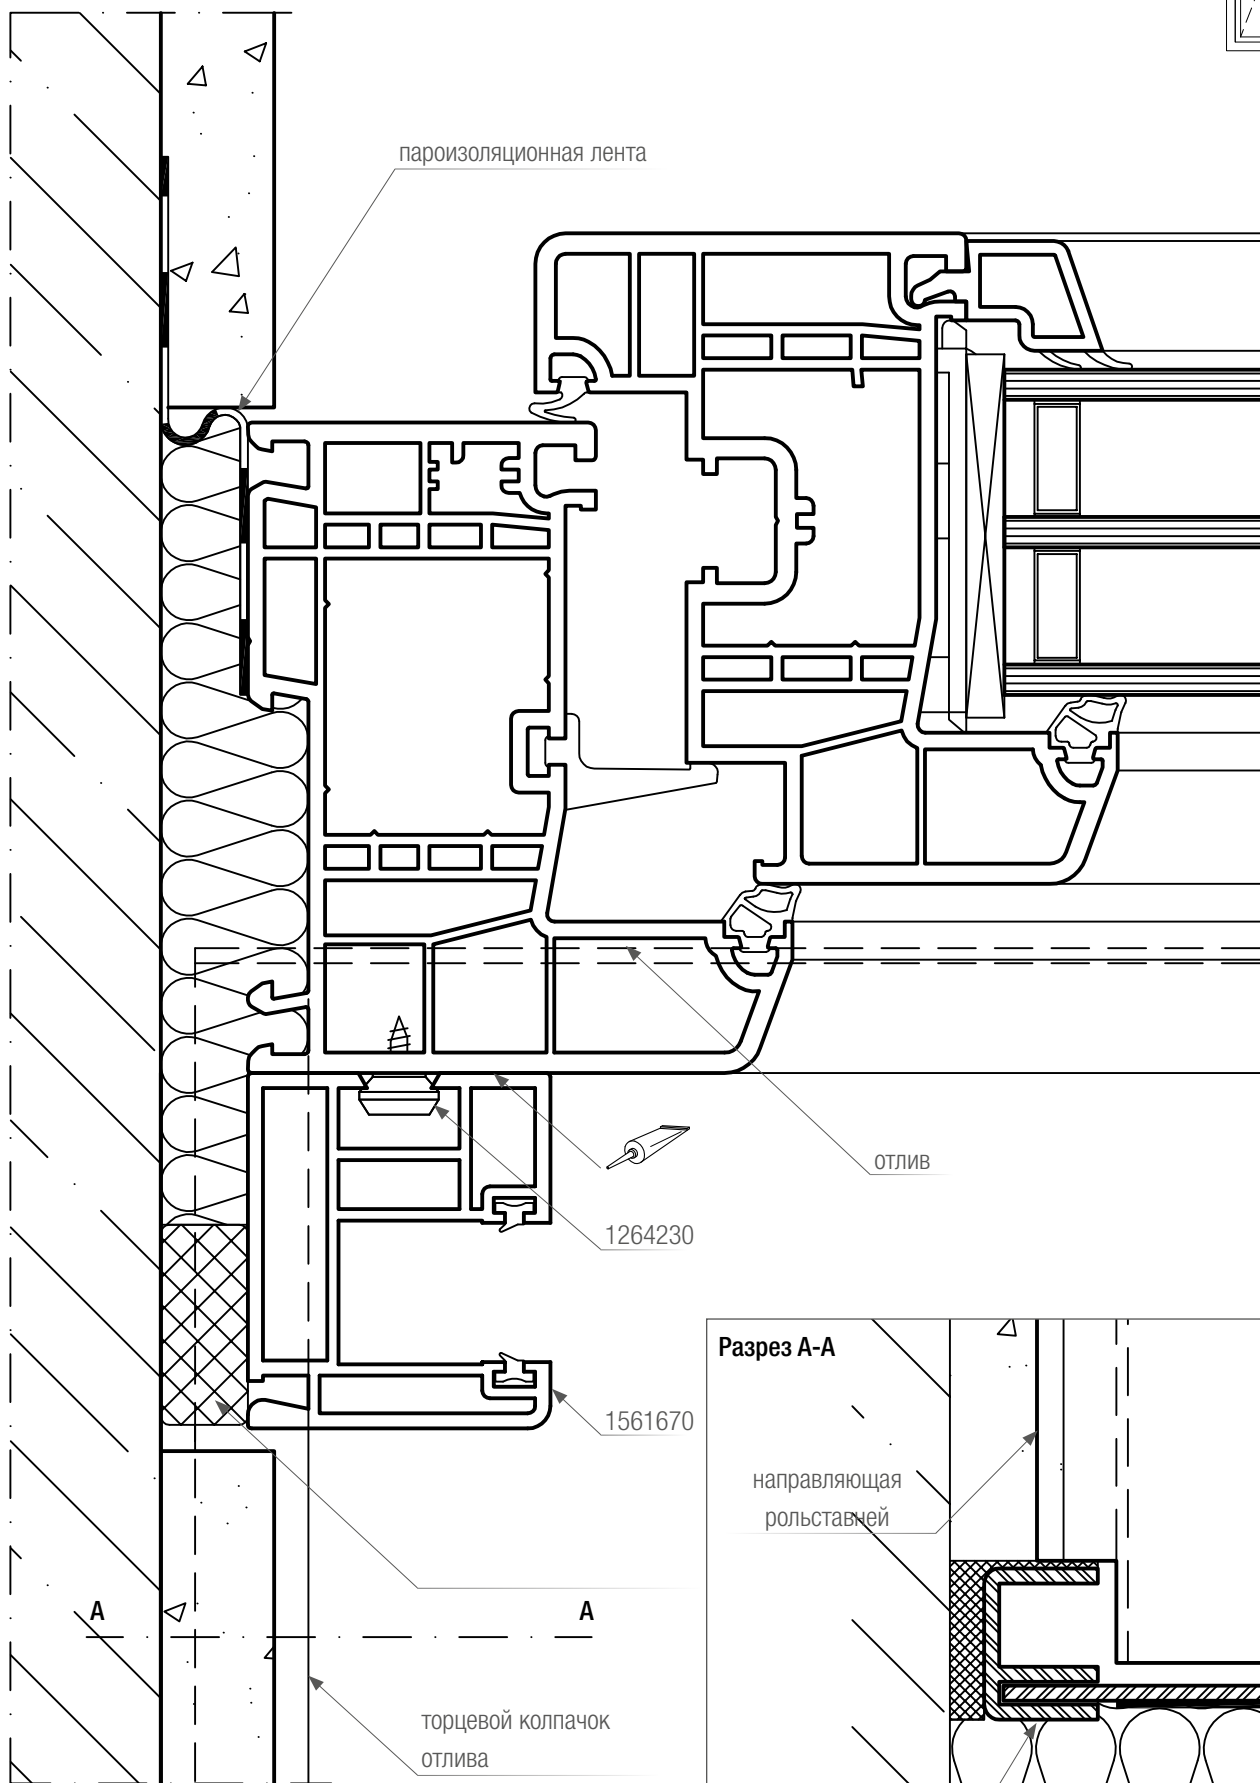 пароизоляционная лента
отлив
1264230
Разрез А-А
1561670
направляющая
рольставней
А А
торцевой колпачок
отлива